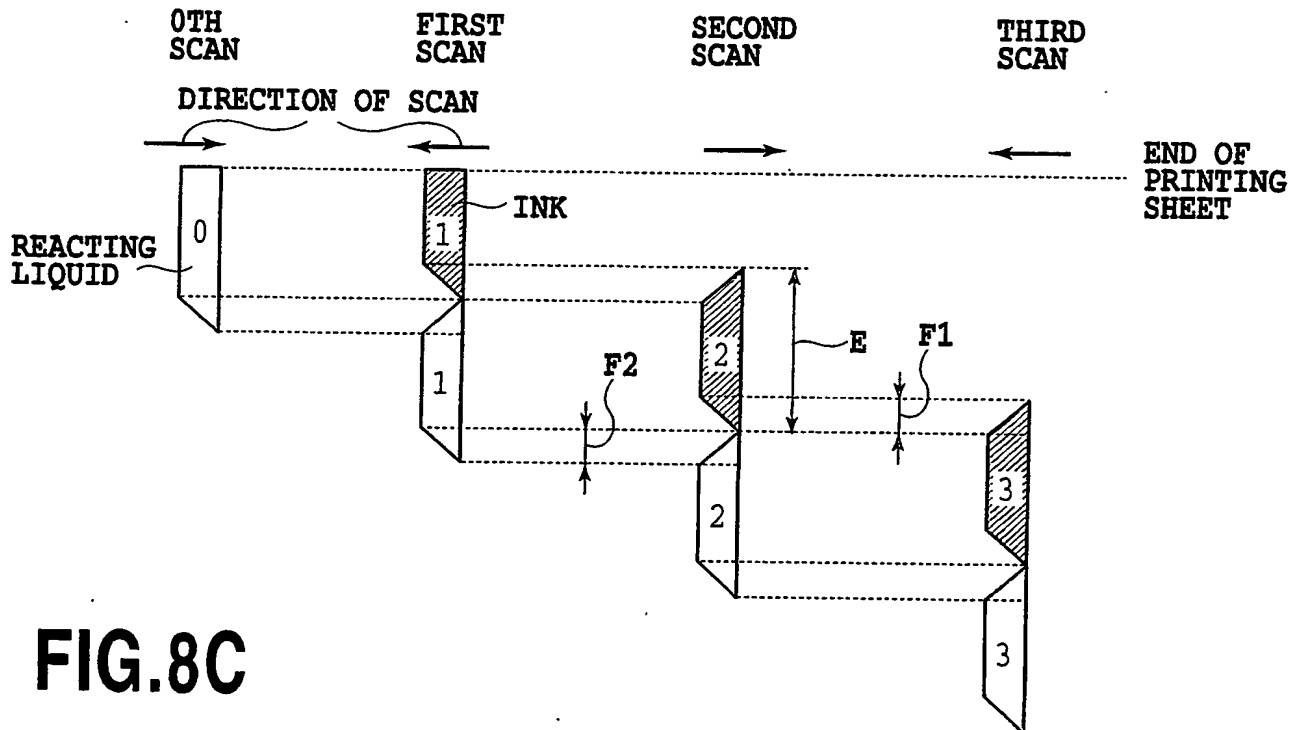 0TH
SCAN
FIRST
SCAN
SECOND
SCAN
THIRD
SCAN
DIRECTION OF SCAN
END OF
PRINTING
SHEET
INK
0
1
REACTING
LIQUID
2
E
F1
F2
1
3
2
3
FIG.8C